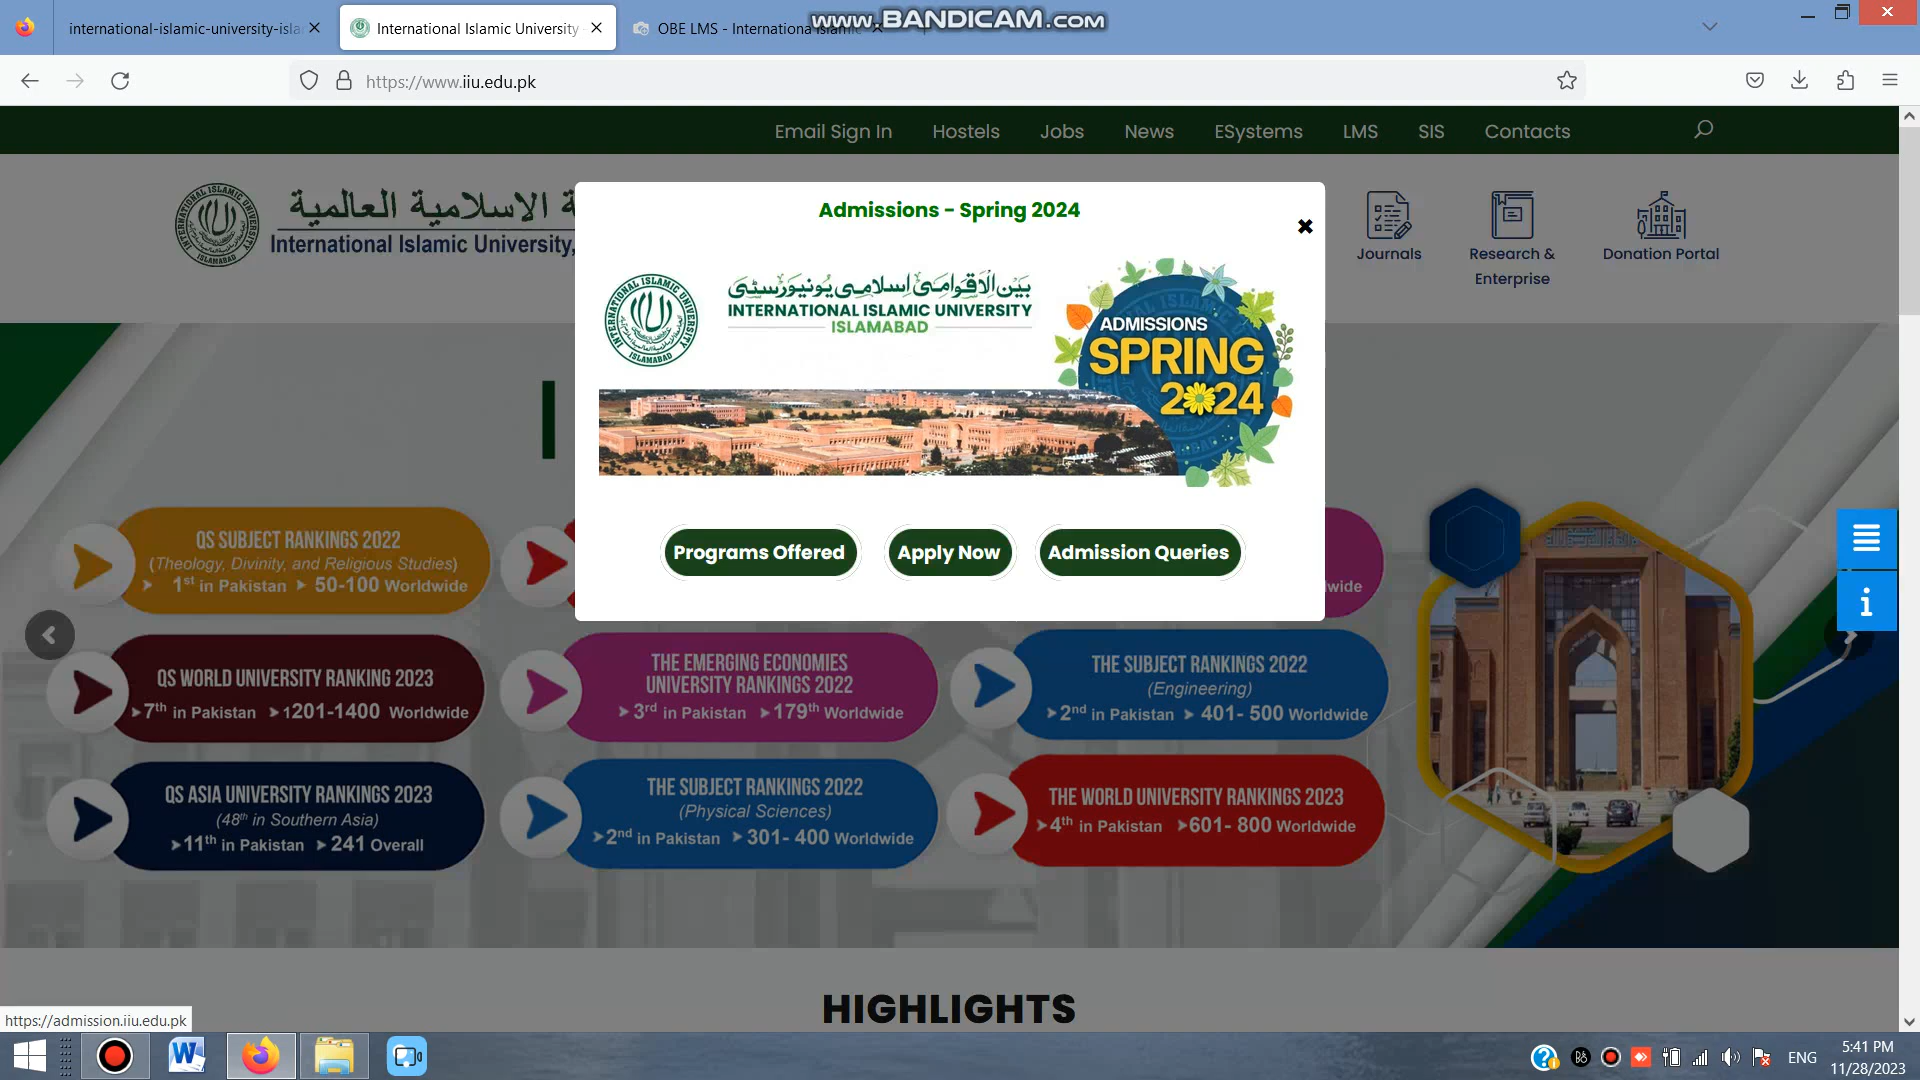 www.BANDICAM.com
international-islamic-university-isla
International Islamic University
OBE LMS - International Islamic
https://www.iiu.edu.pk
Email Sign In Hostels Jobs News ESystems LMS SIS Contacts
ة الاسلامية العالمية
International Islamic University,
Journals
Research &
Enterprise
Donation Portal
Admissions - Spring 2024
بین الاقوامی اسلامی یونیورسٹی
INTERNATIONAL ISLAMIC UNIVERSITY
ISLAMABAD
INTERNATIONAL ISLAMIC UNIVERSITY
ISLAMABAD
ADMISSIONS
SPRING
2024
Programs Offered Apply Now Admission Queries
QS SUBJECT RANKINGS 2022
(Theology, Divinity, and Religious Studies)
1st in Pakistan 50-100 Worldwide
wide
QS WORLD UNIVERSITY RANKING 2023
7th in Pakistan 1201-1400 Worldwide
THE EMERGING ECONOMIES
UNIVERSITY RANKINGS 2022
3rd in Pakistan 179th Worldwide
THE SUBJECT RANKINGS 2022
(Engineering)
2nd in Pakistan 401- 500 Worldwide
QS ASIA UNIVERSITY RANKINGS 2023
(48th in Southern Asia)
11th in Pakistan 241 Overall
THE SUBJECT RANKINGS 2022
(Physical Sciences)
2nd in Pakistan 301- 400 Worldwide
THE WORLD UNIVERSITY RANKINGS 2023
4th in Pakistan 601- 800 Worldwide
HIGHLIGHTS
https://admission.iiu.edu.pk
ENG
5:41 PM
11/28/2023